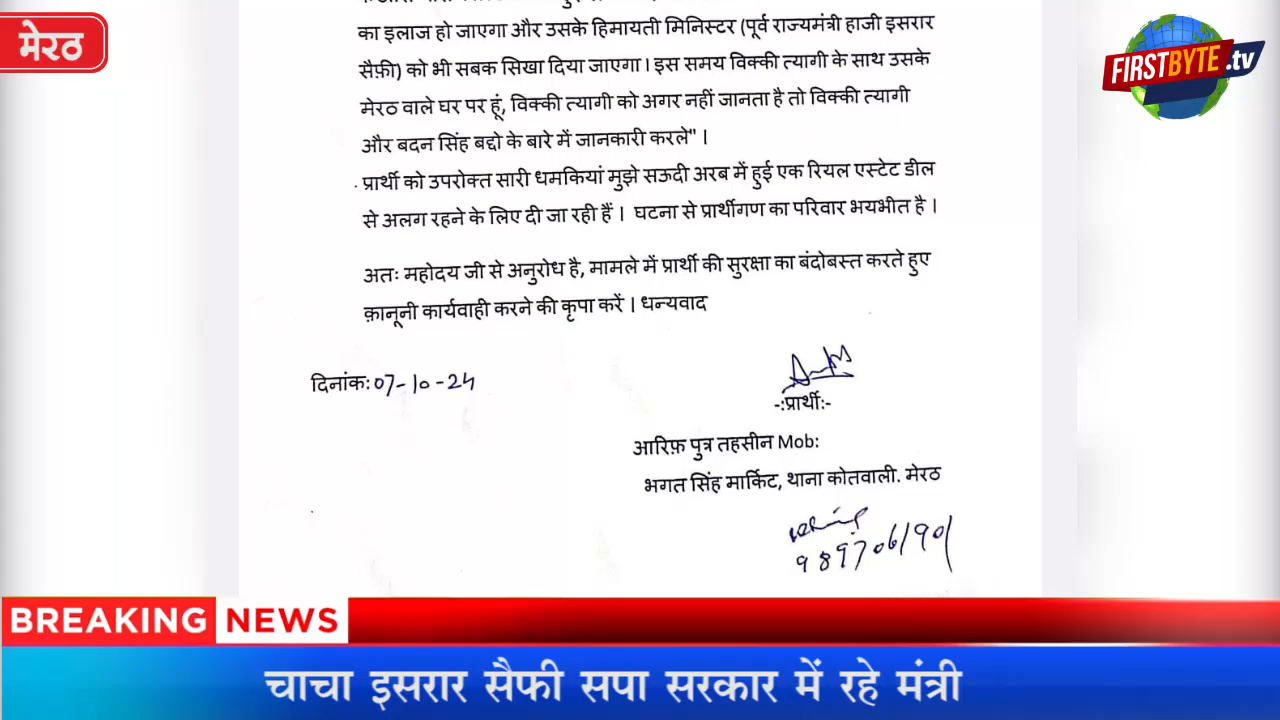 मेरठ
FIRSTBYTE.tv
का इलाज हो जाएगा और उसके हिमायती मिनिस्टर (पूर्व राज्यमंत्री हाजी इसरार
सैफ़ी) को भी सबक सिखा दिया जाएगा। इस समय विक्की त्यागी के साथ उसके
मेरठ वाले घर पर हूं, विक्की त्यागी को अगर नहीं जानता है तो विक्की त्यागी
और बदन सिंह बद्दो के बारे में जानकारी करले"।
प्रार्थी को उपरोक्त सारी धमकियां मुझे सऊदी अरब में हुई एक रियल एस्टेट डील
से अलग रहने के लिए दी जा रही हैं। घटना से प्रार्थीगण का परिवार भयभीत है।
अतः महोदय जी से अनुरोध है, मामले में प्रार्थी की सुरक्षा का बंदोबस्त करते हुए
क़ानूनी कार्यवाही करने की कृपा करें। धन्यवाद
दिनांक: 07-10-24
-:प्रार्थी:-
आरिफ़ पुत्र तहसीन Mob:
भगत सिंह मार्किट, थाना कोतवाली. मेरठ
BREAKING NEWS
चाचा इसरार सैफी सपा सरकार में रहे मंत्री